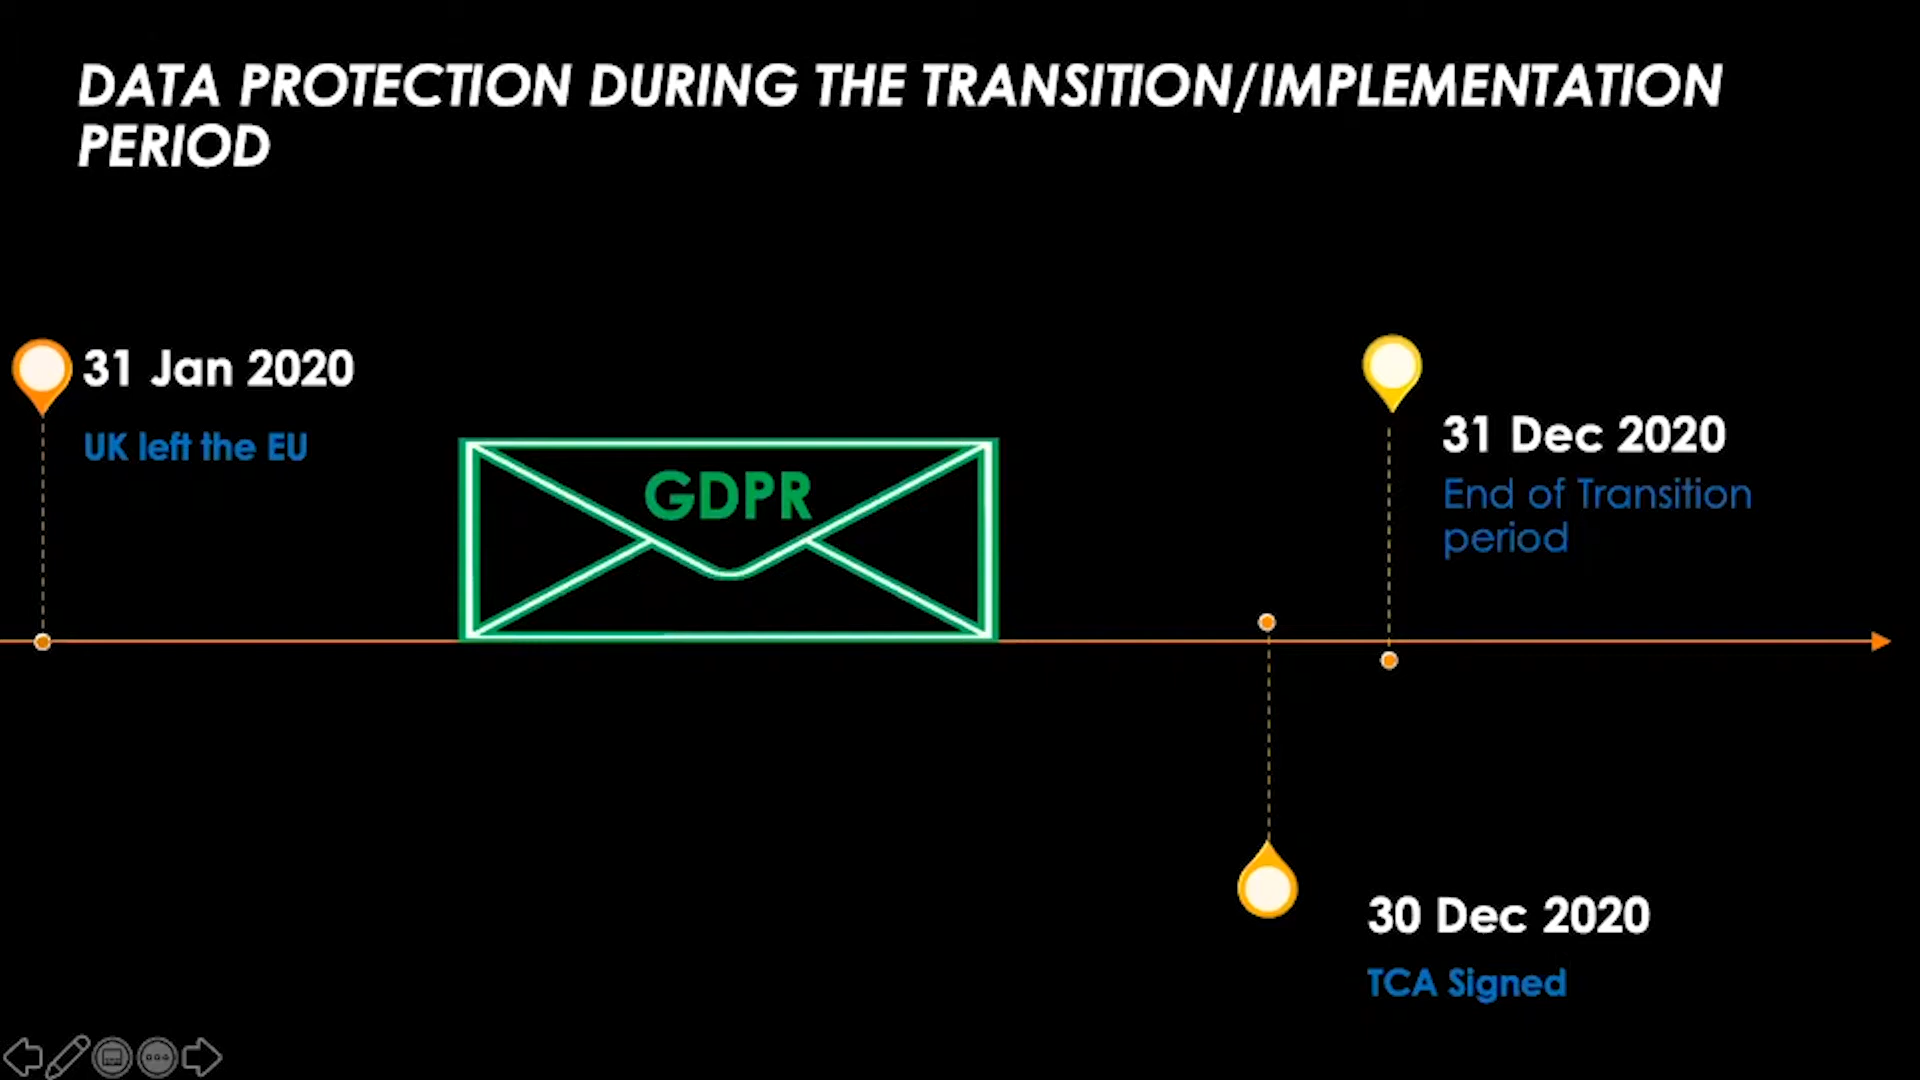 DATA PROTECTION DURING THE TRANSITION/IMPLEMENTATION
PERIOD
31 Jan 2020
UK left the EU
GDPR
31 Dec 2020
End of Transition
period
30 Dec 2020
TCA Signed